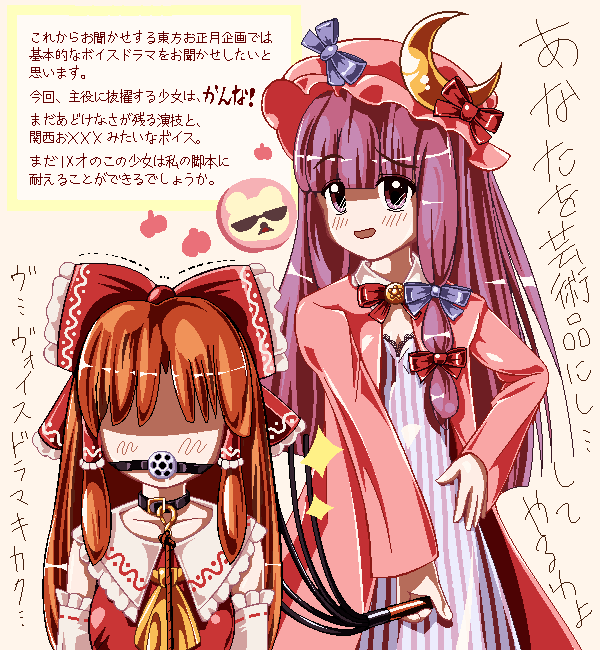 これからお聞かせする東方お正月企画では
基本的なボイスドラマをお聞かせしたいと
思います。
今回、主役に抜擢する少女は、かんな!
まだあどけなさが残る演技と、
関西お××× みたいなボイス。
まだ1×才のこの少女は私の脚本に
耐えることができるでしょうか。
あなたを芸術品にし…
してやるわよ
ヴミヴォイスドラマキカク…